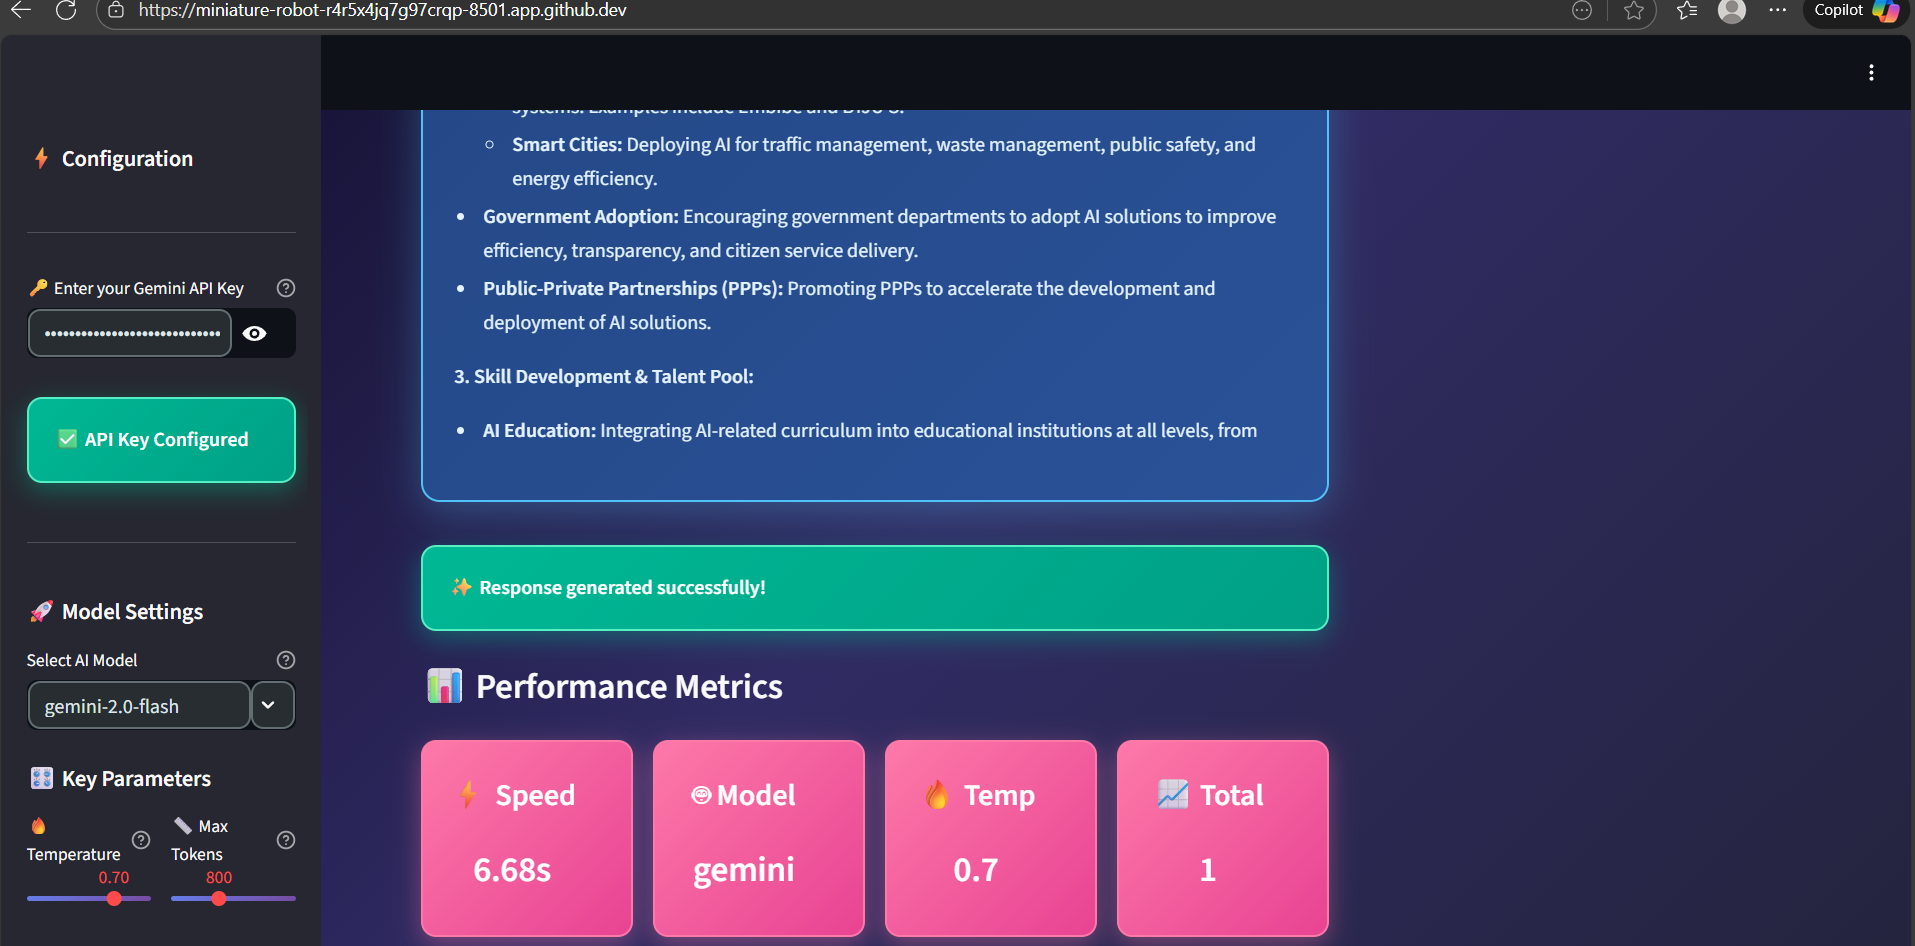 https://miniature-robot-r4r5x4jq7g97crqp-8501.app.github.dev
Copilot
Configuration
Enter your Gemini API Key
API Key Configured
Model Settings
Select AI Model
gemini-2.0-flash
Key Parameters
Temperature
0.70
Max
Tokens
800
systems. Examples include Embibe and BYJU'S.
Smart Cities: Deploying AI for traffic management, waste management, public safety, and
energy efficiency.
Government Adoption: Encouraging government departments to adopt AI solutions to improve
efficiency, transparency, and citizen service delivery.
Public-Private Partnerships (PPPs): Promoting PPPs to accelerate the development and
deployment of AI solutions.
3. Skill Development & Talent Pool:
AI Education: Integrating AI-related curriculum into educational institutions at all levels, from
Response generated successfully!
Performance Metrics
Speed
6.68s
Model
gemini
Temp
0.7
Total
1